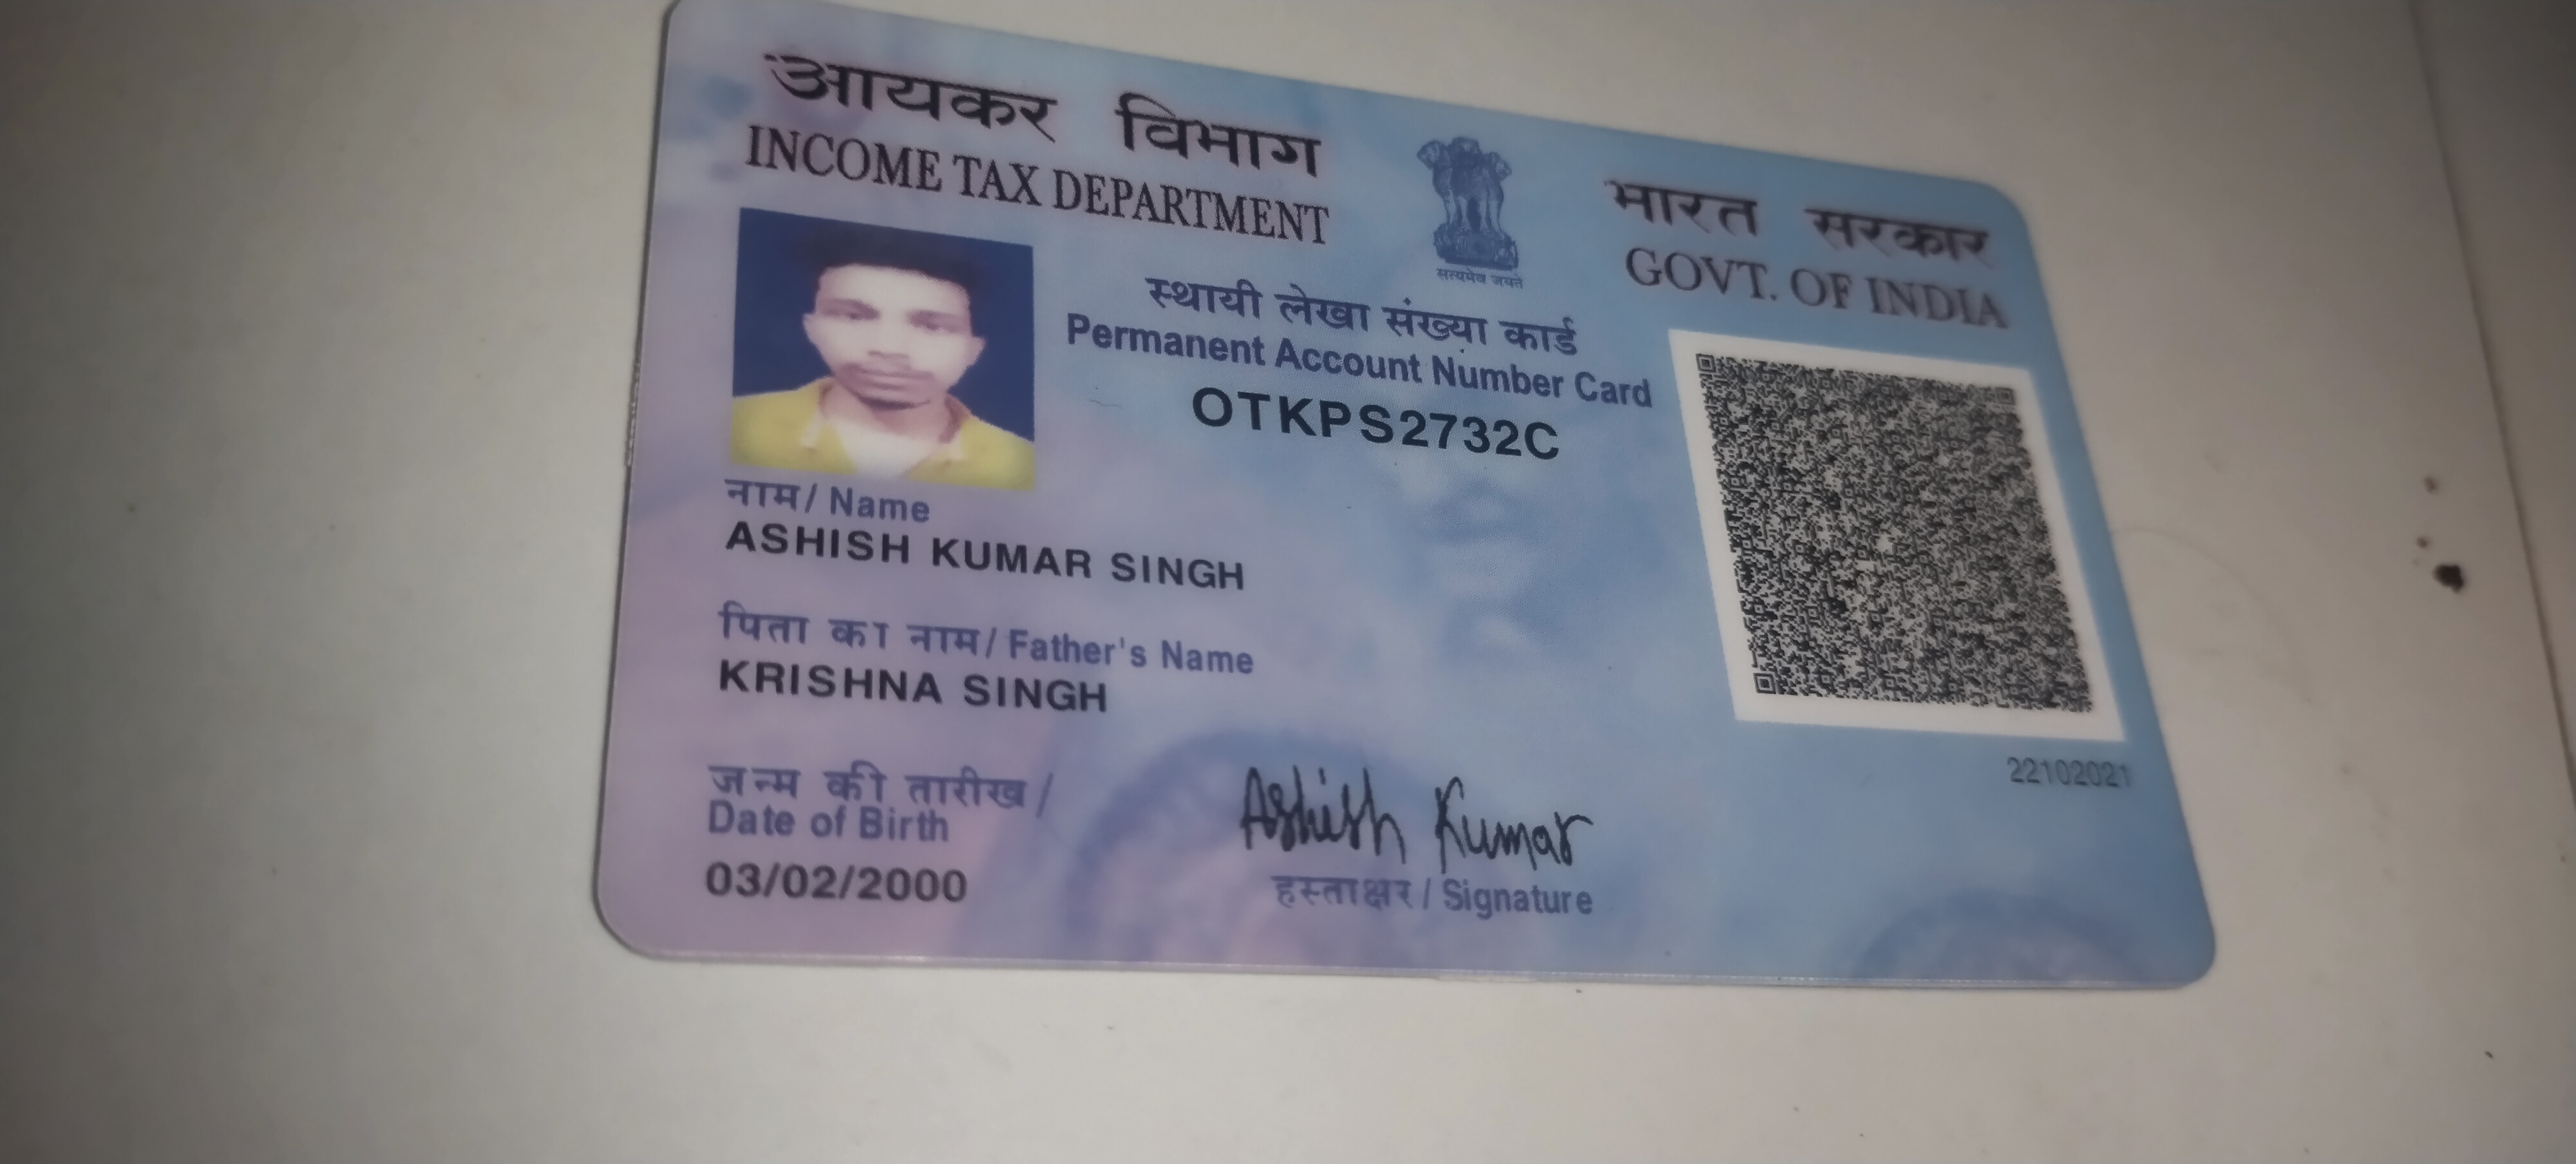 आयकर विभाग
INCOME TAX DEPARTMENT
सत्यमेव जयते
भारत सरकार
GOVT. OF INDIA
स्थायी लेखा संख्या कार्ड
Permanent Account Number Card
OTKPS2732C
नाम/ Name
ASHISH KUMAR SINGH
पिता का नाम/ Father's Name
KRISHNA SINGH
जन्म की तारीख/
Date of Birth
03/02/2000
Ashish Kumar
हस्ताक्षर/ Signature
22102021